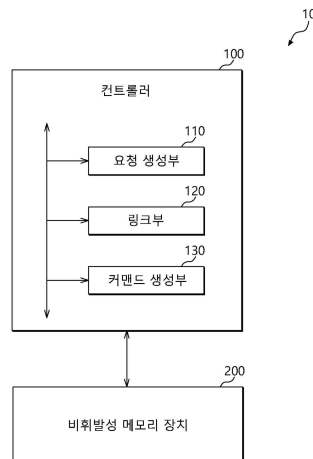 10
100
컨트롤러
110
요청 생성부
120
링크부
130
커맨드 생성부
200
비휘발성 메모리 장치